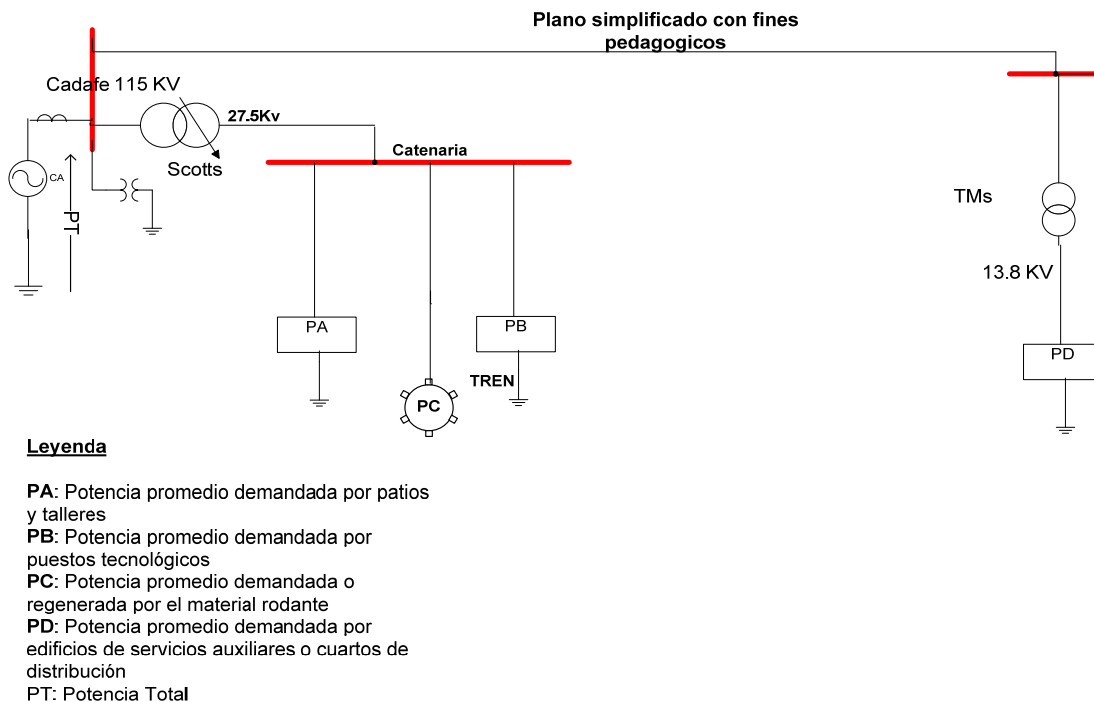 Plano simplificado con fines
pedagogicos
Cadafe 115 KV
27.5Kv
Catenaria
Scotts
CA
PT
TMs
13.8 KV
PA
PB
PD
TREN
PC
Leyenda
PA: Potencia promedio demandada por patios
y talleres
PB: Potencia promedio demandada por
puestos tecnológicos
PC: Potencia promedio demandada o
regenerada por el material rodante
PD: Potencia promedio demandada por
edificios de servicios auxiliares o cuartos de
distribución
PT: Potencia Total